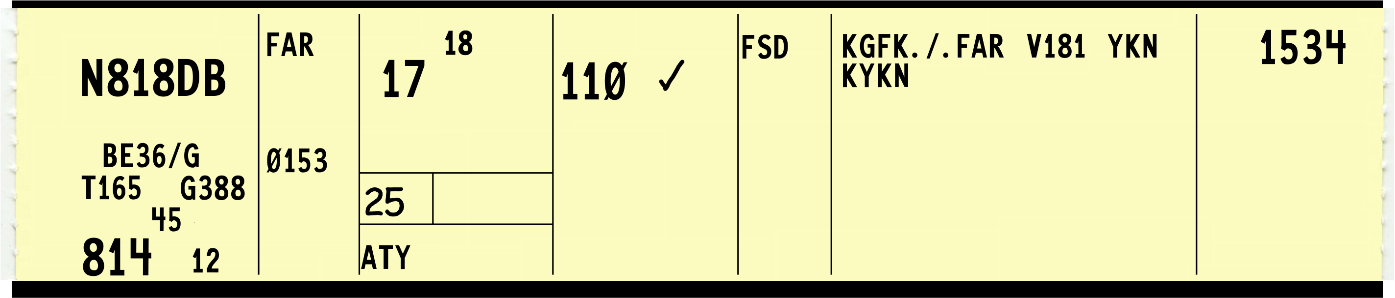 N818DB
BE36/G
T165 G388
45
814 12
FAR
Ø153
18
17
25
ATY
11Ø ✓
FSD
KGFK./.FAR V181 YKN
KYKN
1534